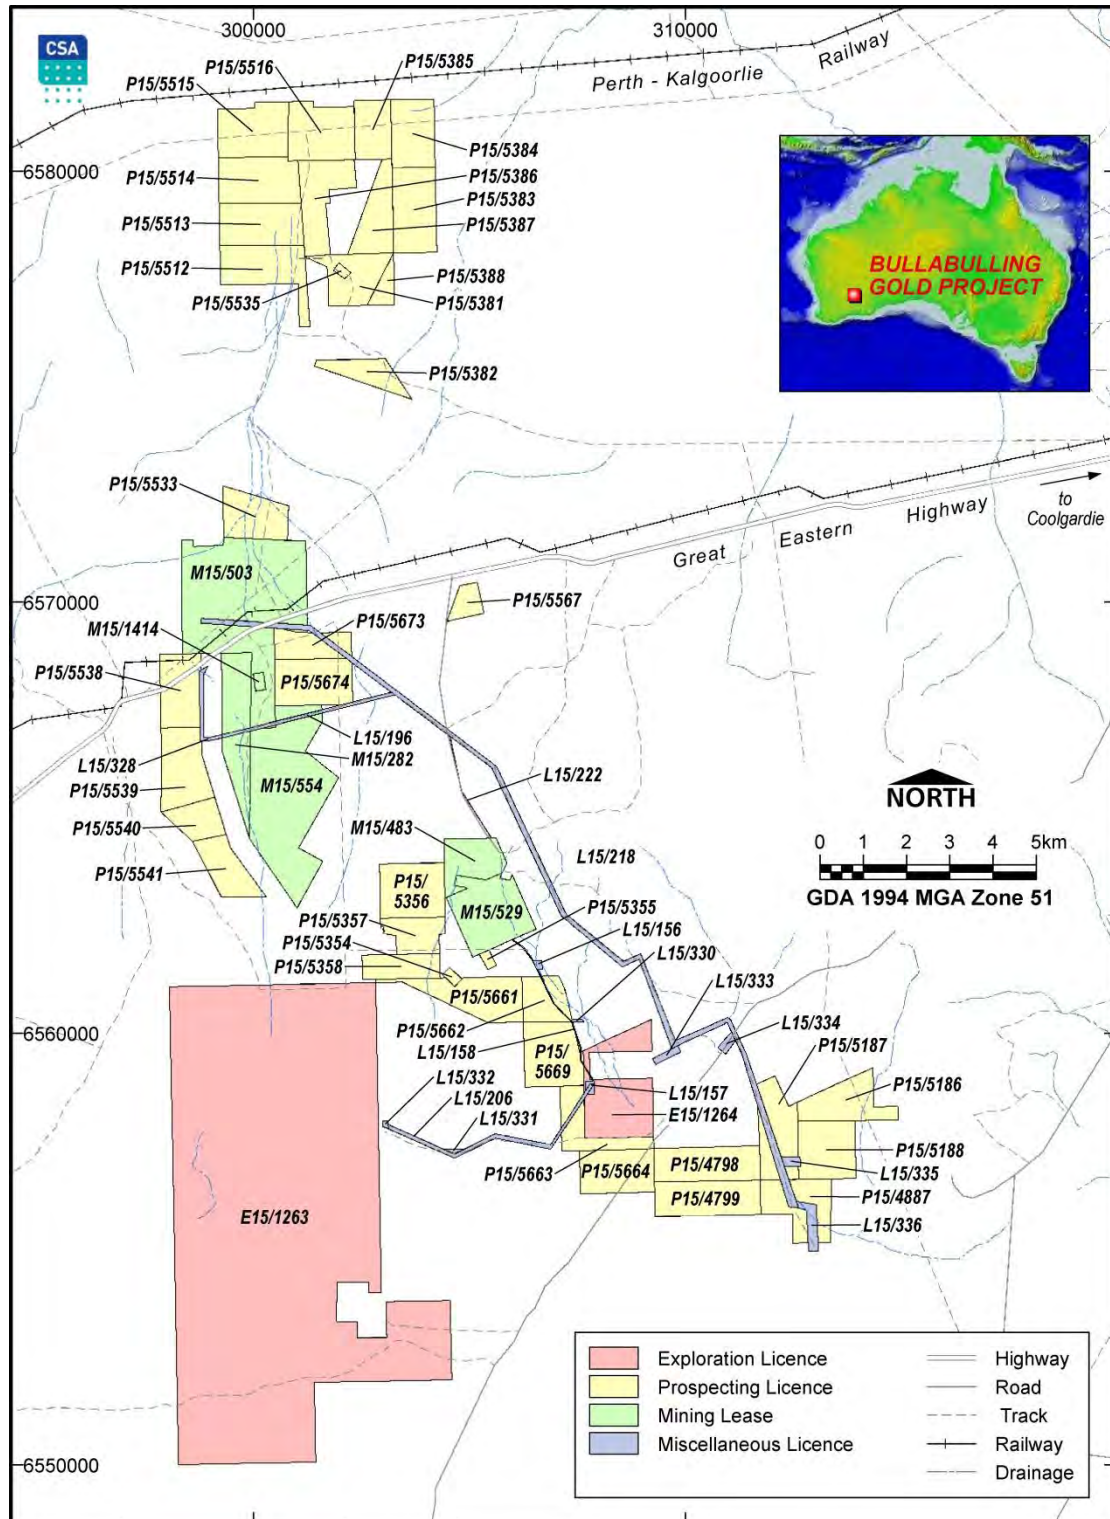 300000
310000
CSA
P15/5516
P15/5385
P15/5515
Perth - Kalgoorlie Railway
P15/5384
6580000
P15/5514
P15/5386
P15/5383
P15/5513
P15/5387
P15/5512
P15/5388
P15/5535
P15/5381
BULLABULLING
GOLD PROJECT
P15/5382
P15/5533
to
Coolgardie
Great Eastern Highway
M15/503
6570000
P15/5567
M15/1414
P15/5673
P15/5538
P15/5674
L15/196
L15/328
M15/282
P15/5539
M15/554
L15/222
NORTH
P15/5540
M15/483
0 1 2 3 4 5km
L15/218
P15/5541
P15/
5356
GDA 1994 MGA Zone 51
M15/529
P15/5355
P15/5357
L15/156
P15/5354
L15/330
P15/5358
L15/333
P15/5661
6560000
P15/5662
L15/334
L15/158
P15/
5669
P15/5187
L15/332
P15/5186
L15/206
L15/157
L15/331
E15/1264
P15/5188
P15/5663
P15/5664
P15/4798
L15/335
P15/4799
P15/4887
E15/1263
L15/336
Exploration Licence
Highway
Prospecting Licence
Road
Mining Lease
Track
Miscellaneous Licence
Railway
Drainage
6550000